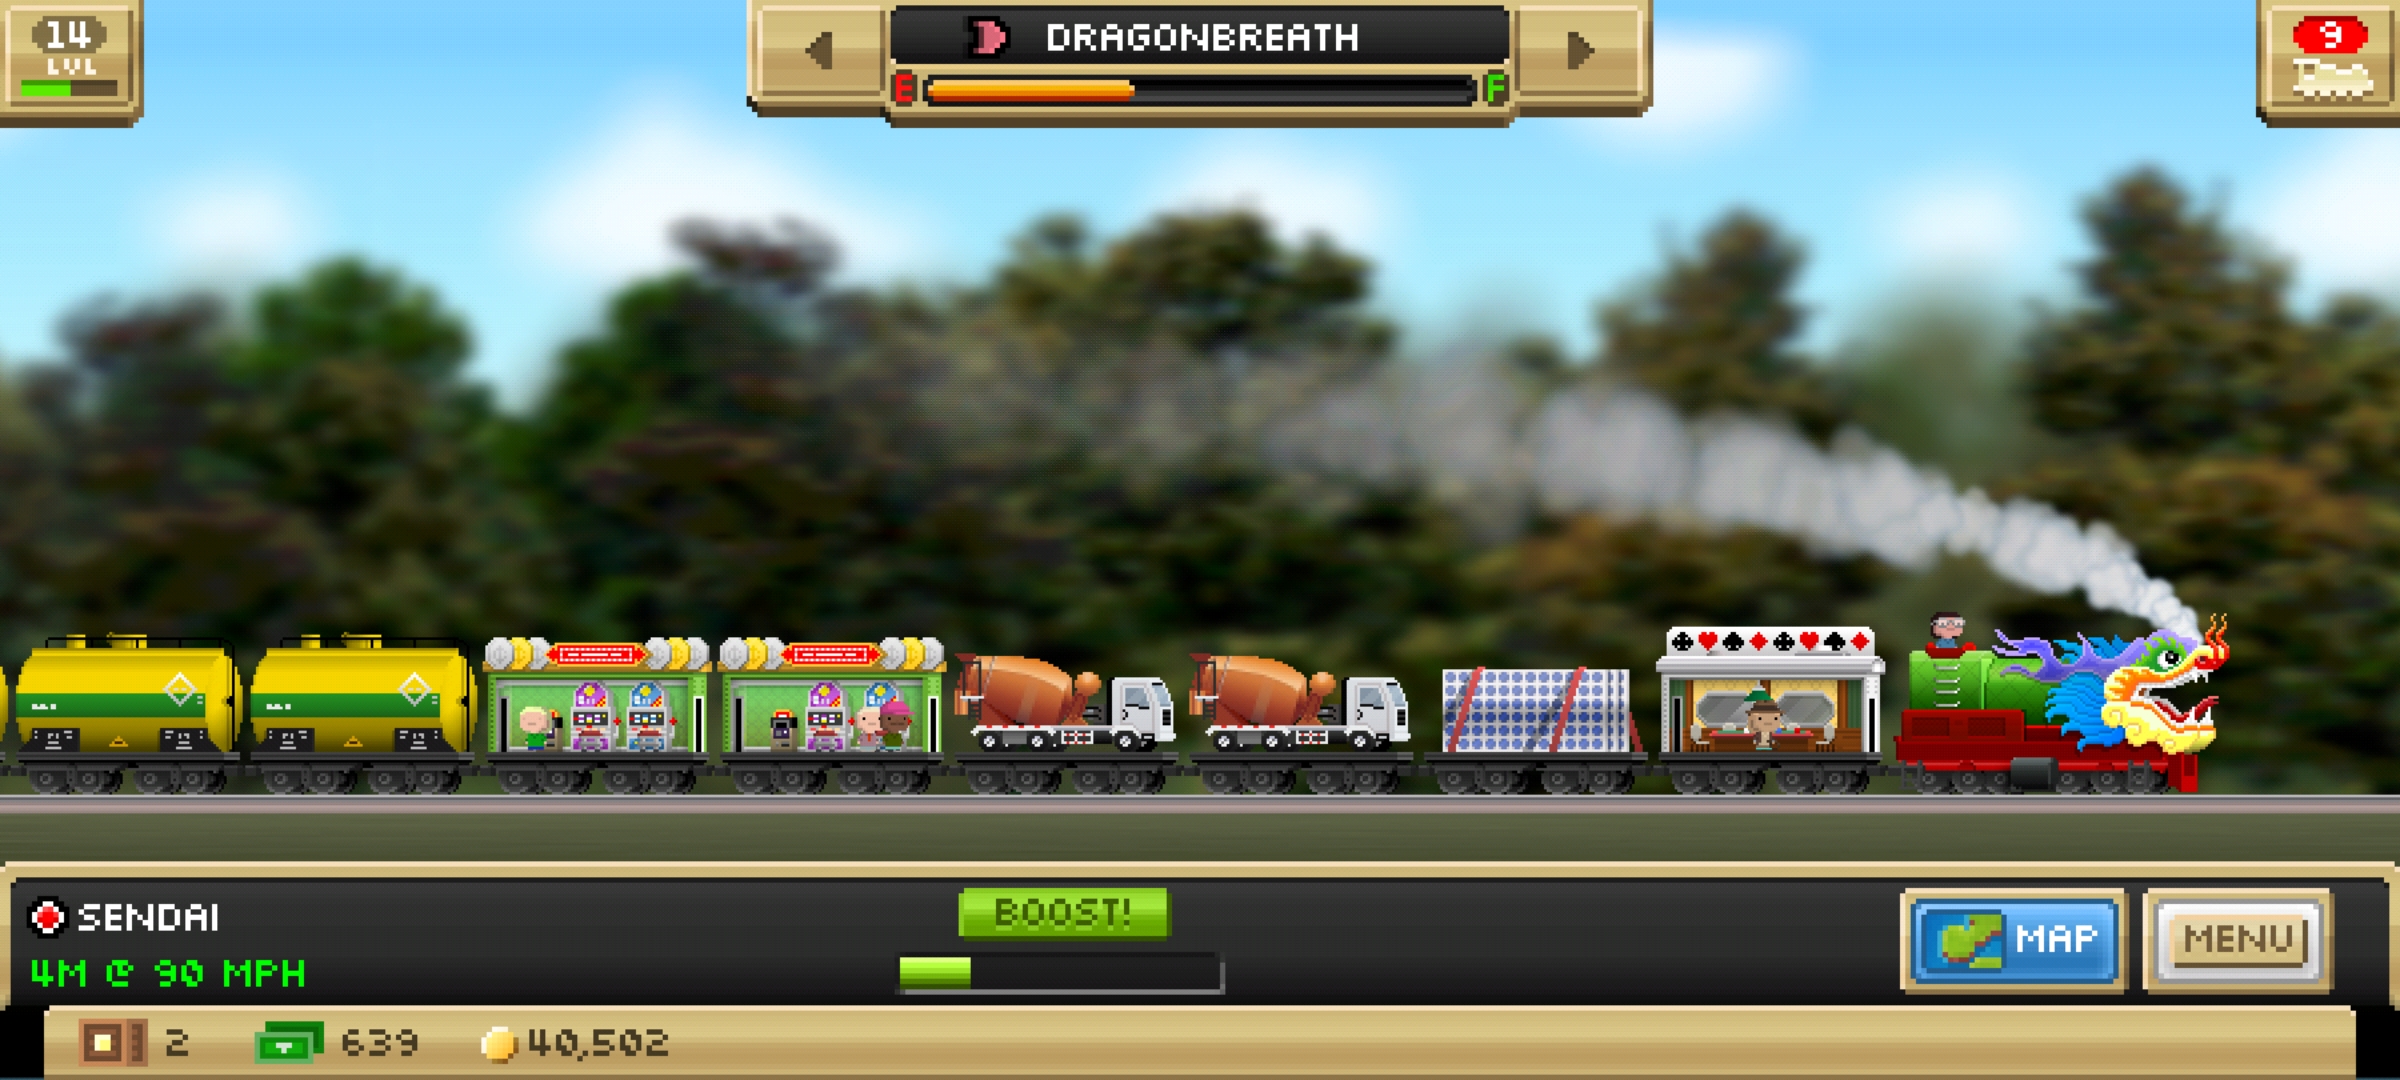 14
LVL
DRAGONBREATH
E F
9
SENDAI
4M @ 90 MPH
BOOST!
MAP
MENU
2 639 40,502